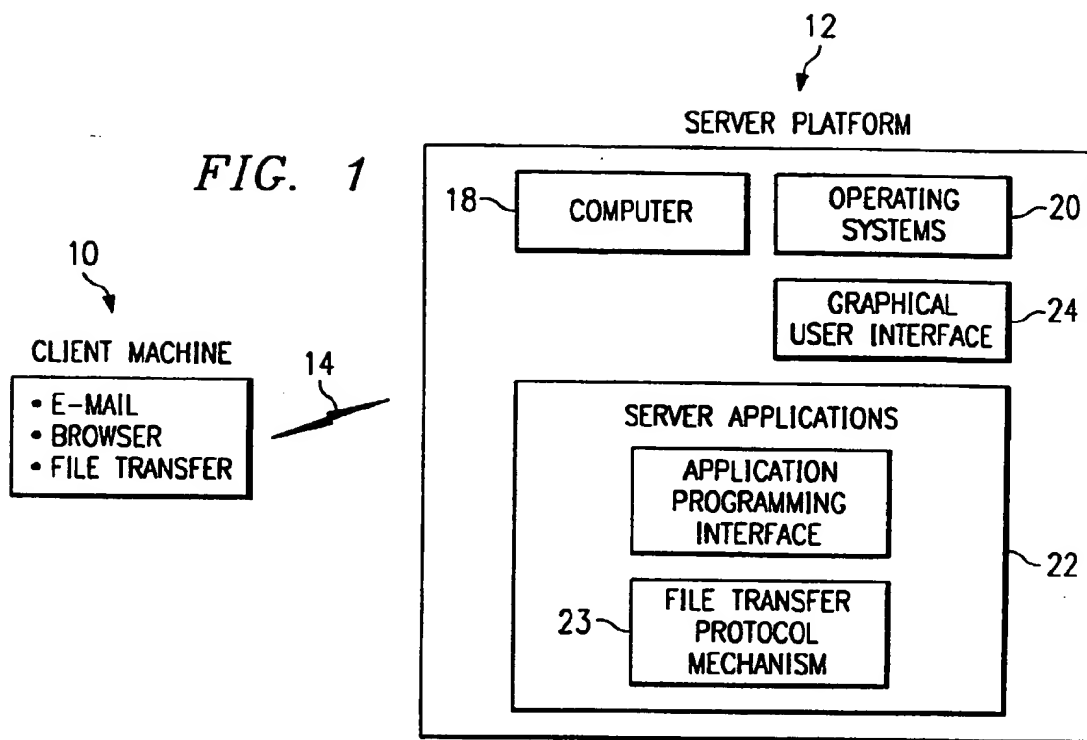 12
SERVER PLATFORM
FIG. 1
18
COMPUTER
OPERATING
SYSTEMS
20
10
GRAPHICAL
USER INTERFACE
24
CLIENT MACHINE
14
• E-MAIL
• BROWSER
• FILE TRANSFER
SERVER APPLICATIONS
APPLICATION
PROGRAMMING
INTERFACE
22
23
FILE TRANSFER
PROTOCOL
MECHANISM